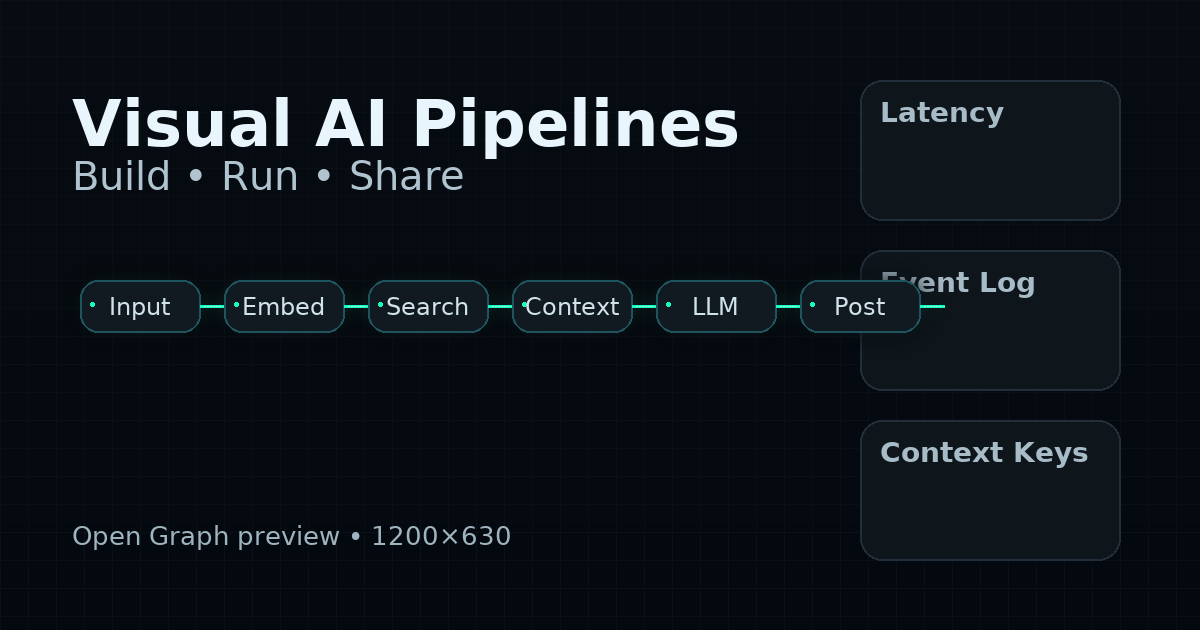 Visual AI Pipelines
Build • Run • Share
Latency
Input
Embed
Search
Context
LLM
Post
Event Log
Context Keys
Open Graph preview • 1200×630